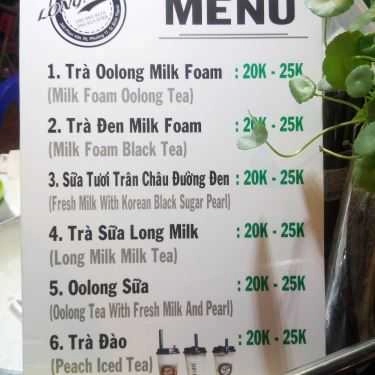 LONG
MENU
1. Trà Oolong Milk Foam : 20K - 25K
(Milk Foam Oolong Tea)
2. Trà Đen Milk Foam : 20K - 25K
(Milk Foam Black Tea)
3. Sữa Tươi Trân Châu Đường Đen : 20K - 25K
(Fresh Milk With Korean Black Sugar Pearl)
4. Trà Sữa Long Milk : 20K - 25K
(Long Milk Milk Tea)
5. Oolong Sữa : 20K - 25K
(Oolong Tea With Fresh Milk And Pearl)
6. Trà Đào : 20K - 25K
(Peach Iced Tea)